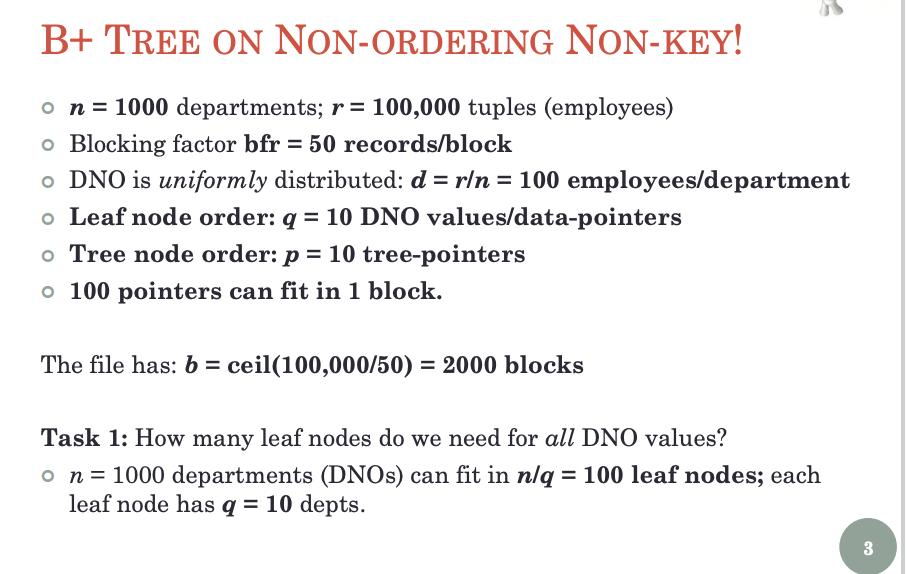 B+ TREE ON NON-ORDERING NON-KEY!
n = 1000 departments; r = 100,000 tuples (employees)
Blocking factor bfr = 50 records/block
DNO is uniformly distributed: d = r/n = 100 employees/department
Leaf node order: q = 10 DNO values/data-pointers
Tree node order: p = 10 tree-pointers
100 pointers can fit in 1 block.
The file has: b = ceil(100,000/50) = 2000 blocks
Task 1: How many leaf nodes do we need for all DNO values?
n = 1000 departments (DNOs) can fit in n/q = 100 leaf nodes; each
leaf node has q = 10 depts.
3